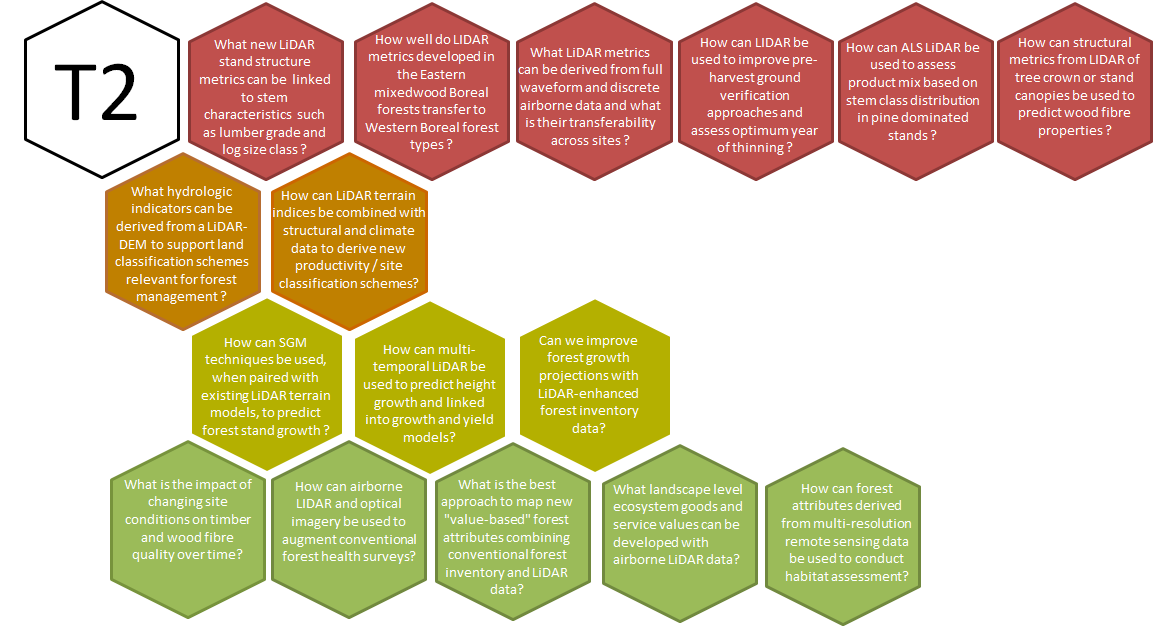 T2
What new LiDAR
stand structure
metrics can be linked
to stem
characteristics such
as lumber grade and
log size class ?
How well do LIDAR
metrics developed in
the Eastern
mixedwood Boreal
forests transfer to
Western Boreal forest
types ?
What LiDAR metrics
can be derived from full
waveform and discrete
airborne data and what
is their transferability
across sites ?
How can LIDAR be
used to improve pre-
harvest ground
verification
approaches and
assess optimum year
of thinning ?
How can ALS LiDAR be
used to assess
product mix based on
stem class distribution
in pine dominated
stands ?
How can structural
metrics from LIDAR of
tree crown or stand
canopies be used to
predict wood fibre
properties ?
What hydrologic
indicators can be
derived from a LiDAR-
DEM to support land
classification schemes
relevant for forest
management ?
How can LiDAR terrain
indices be combined with
structural and climate
data to derive new
productivity / site
classification schemes?
How can SGM
techniques be used,
when paired with
existing LiDAR terrain
models, to predict
forest stand growth ?
How can multi-
temporal LiDAR be
used to predict height
growth and linked
into growth and yield
models?
Can we improve
forest growth
projections with
LiDAR-enhanced
forest inventory
data?
What is the impact of
changing site
conditions on timber
and wood fibre
quality over time?
How can airborne
LIDAR and optical
imagery be used to
augment conventional
forest health surveys?
What is the best
approach to map new
"value-based" forest
attributes combining
conventional forest
inventory and LiDAR
data?
What landscape level
ecosystem goods and
service values can be
developed with
airborne LiDAR data?
How can forest
attributes derived
from multi-resolution
remote sensing data
be used to conduct
habitat assessment?